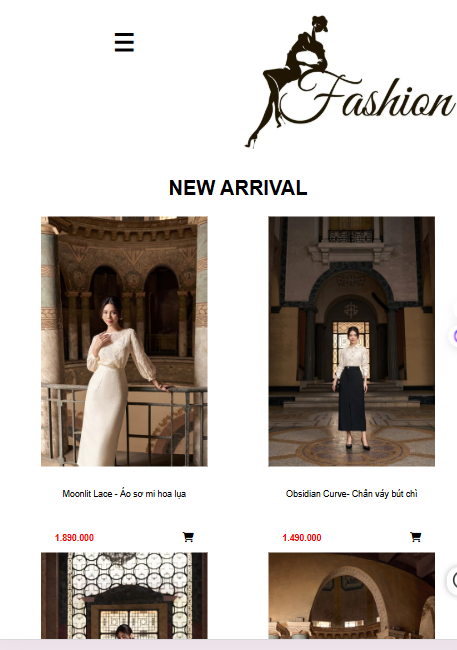 Fashion
NEW ARRIVAL
Moonlit Lace - Áo sơ mi hoa lụa
Obsidian Curve- Chân váy bút chì
1.890.000
1.490.000